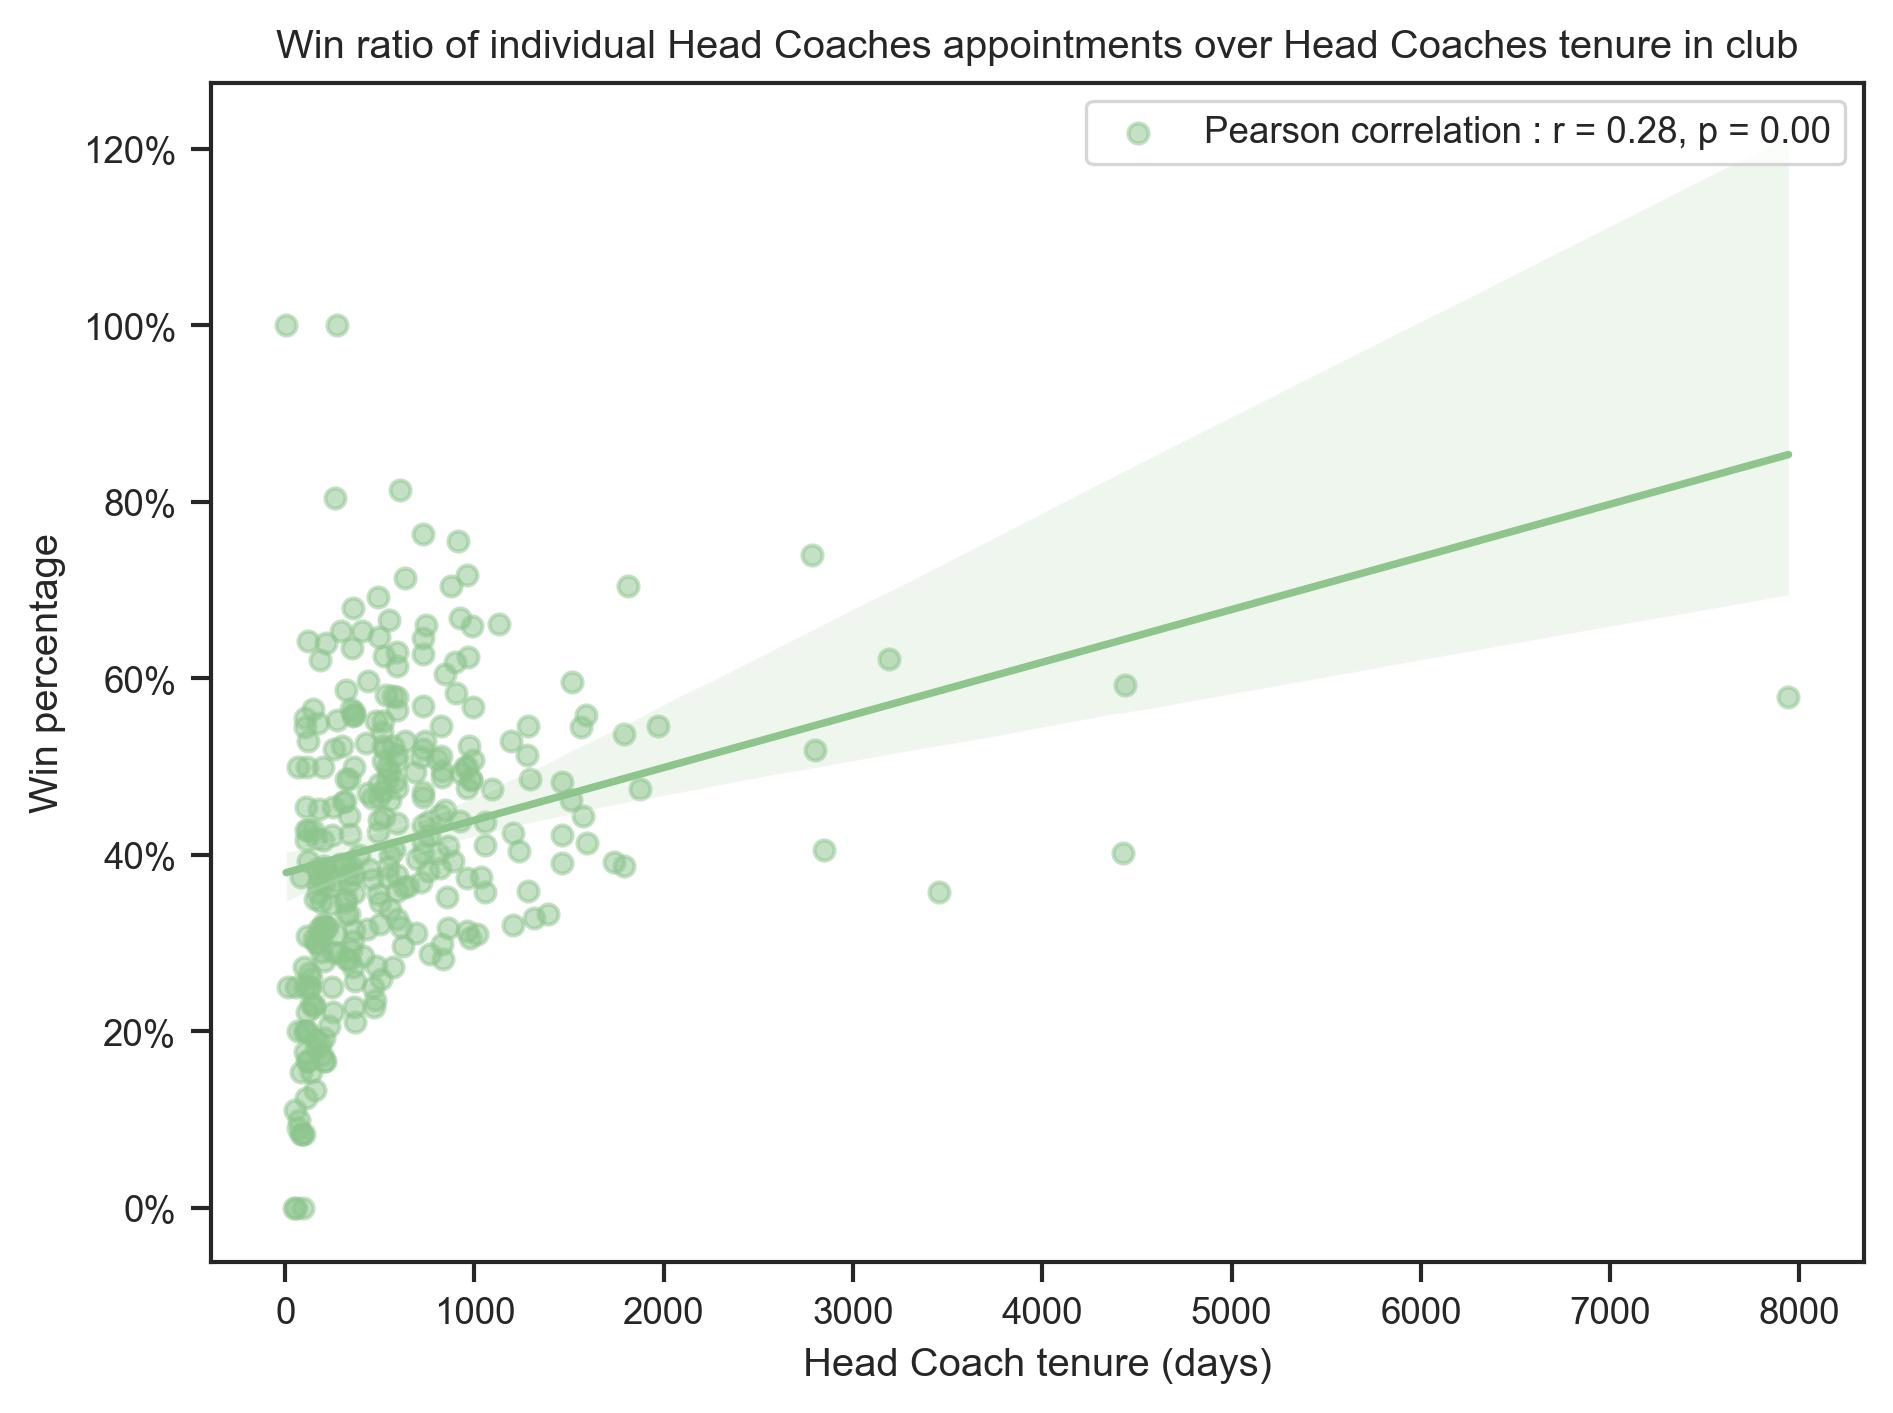 Win ratio of individual Head Coaches appointments over Head Coaches tenure in club
Pearson correlation : r = 0.28, p = 0.00
120%
100%
80%
60%
40%
20%
0%
Win percentage
0 1000 2000 3000 4000 5000 6000 7000 8000
Head Coach tenure (days)